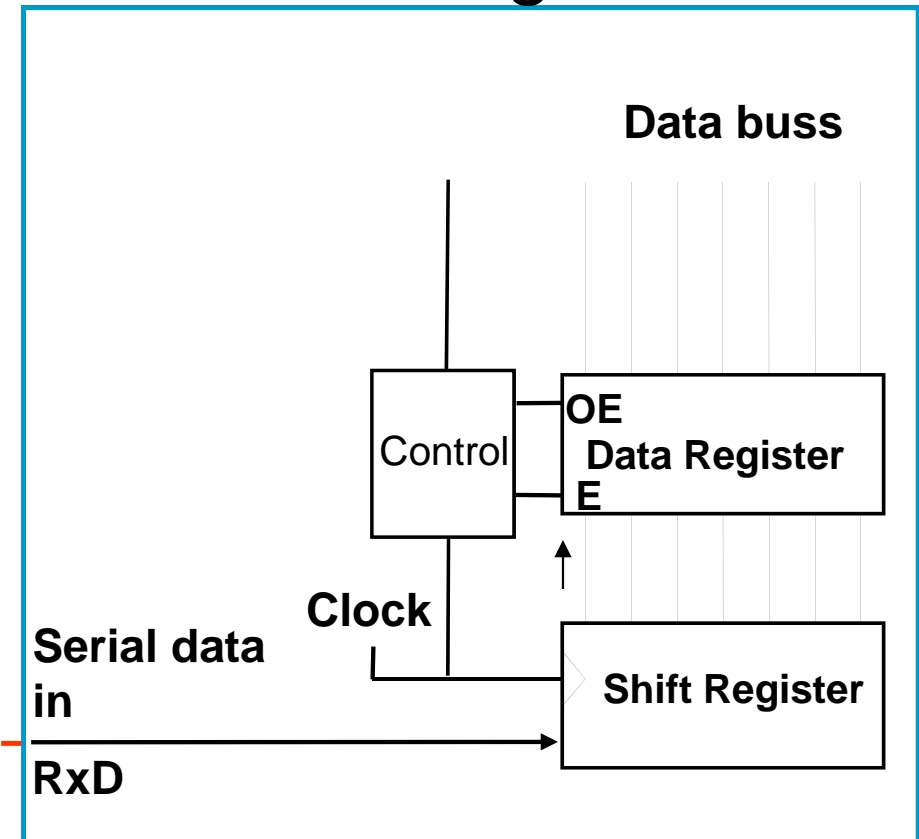 Data buss
OE
Control
Data Register
E
Clock
Serial data
in
Shift Register
RxD